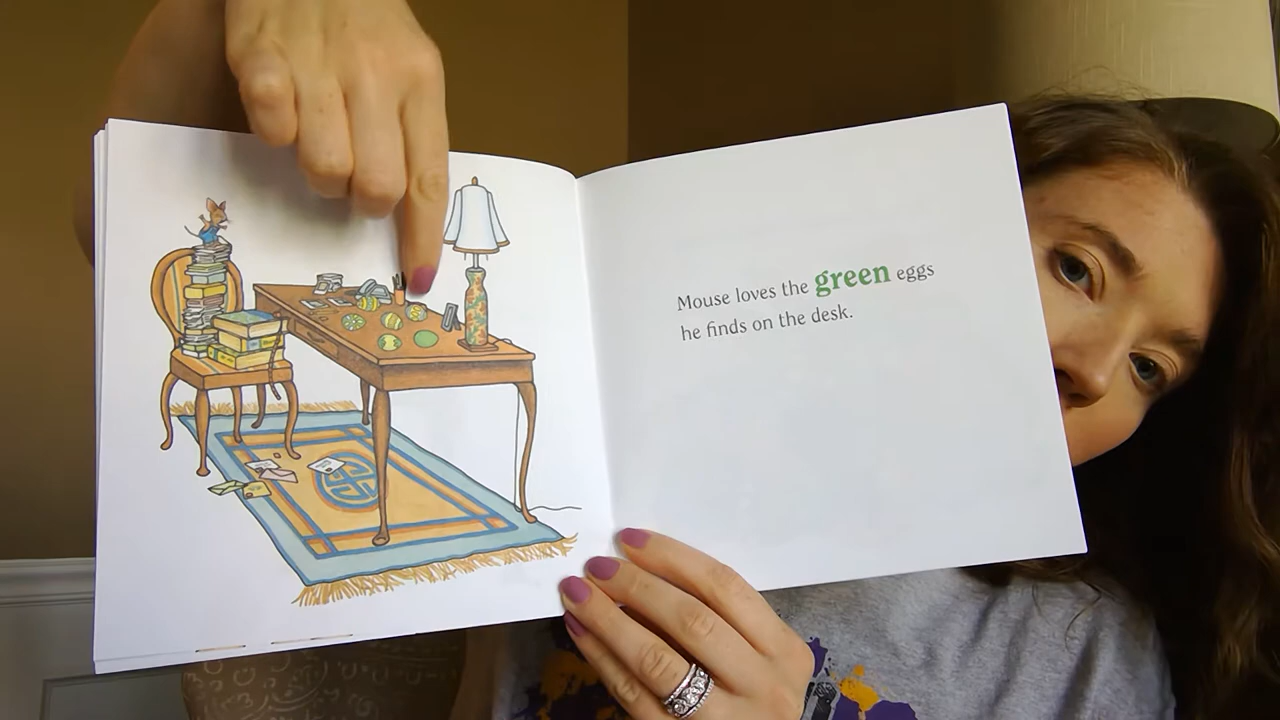 Mouse loves the green eggs
he finds on the desk.